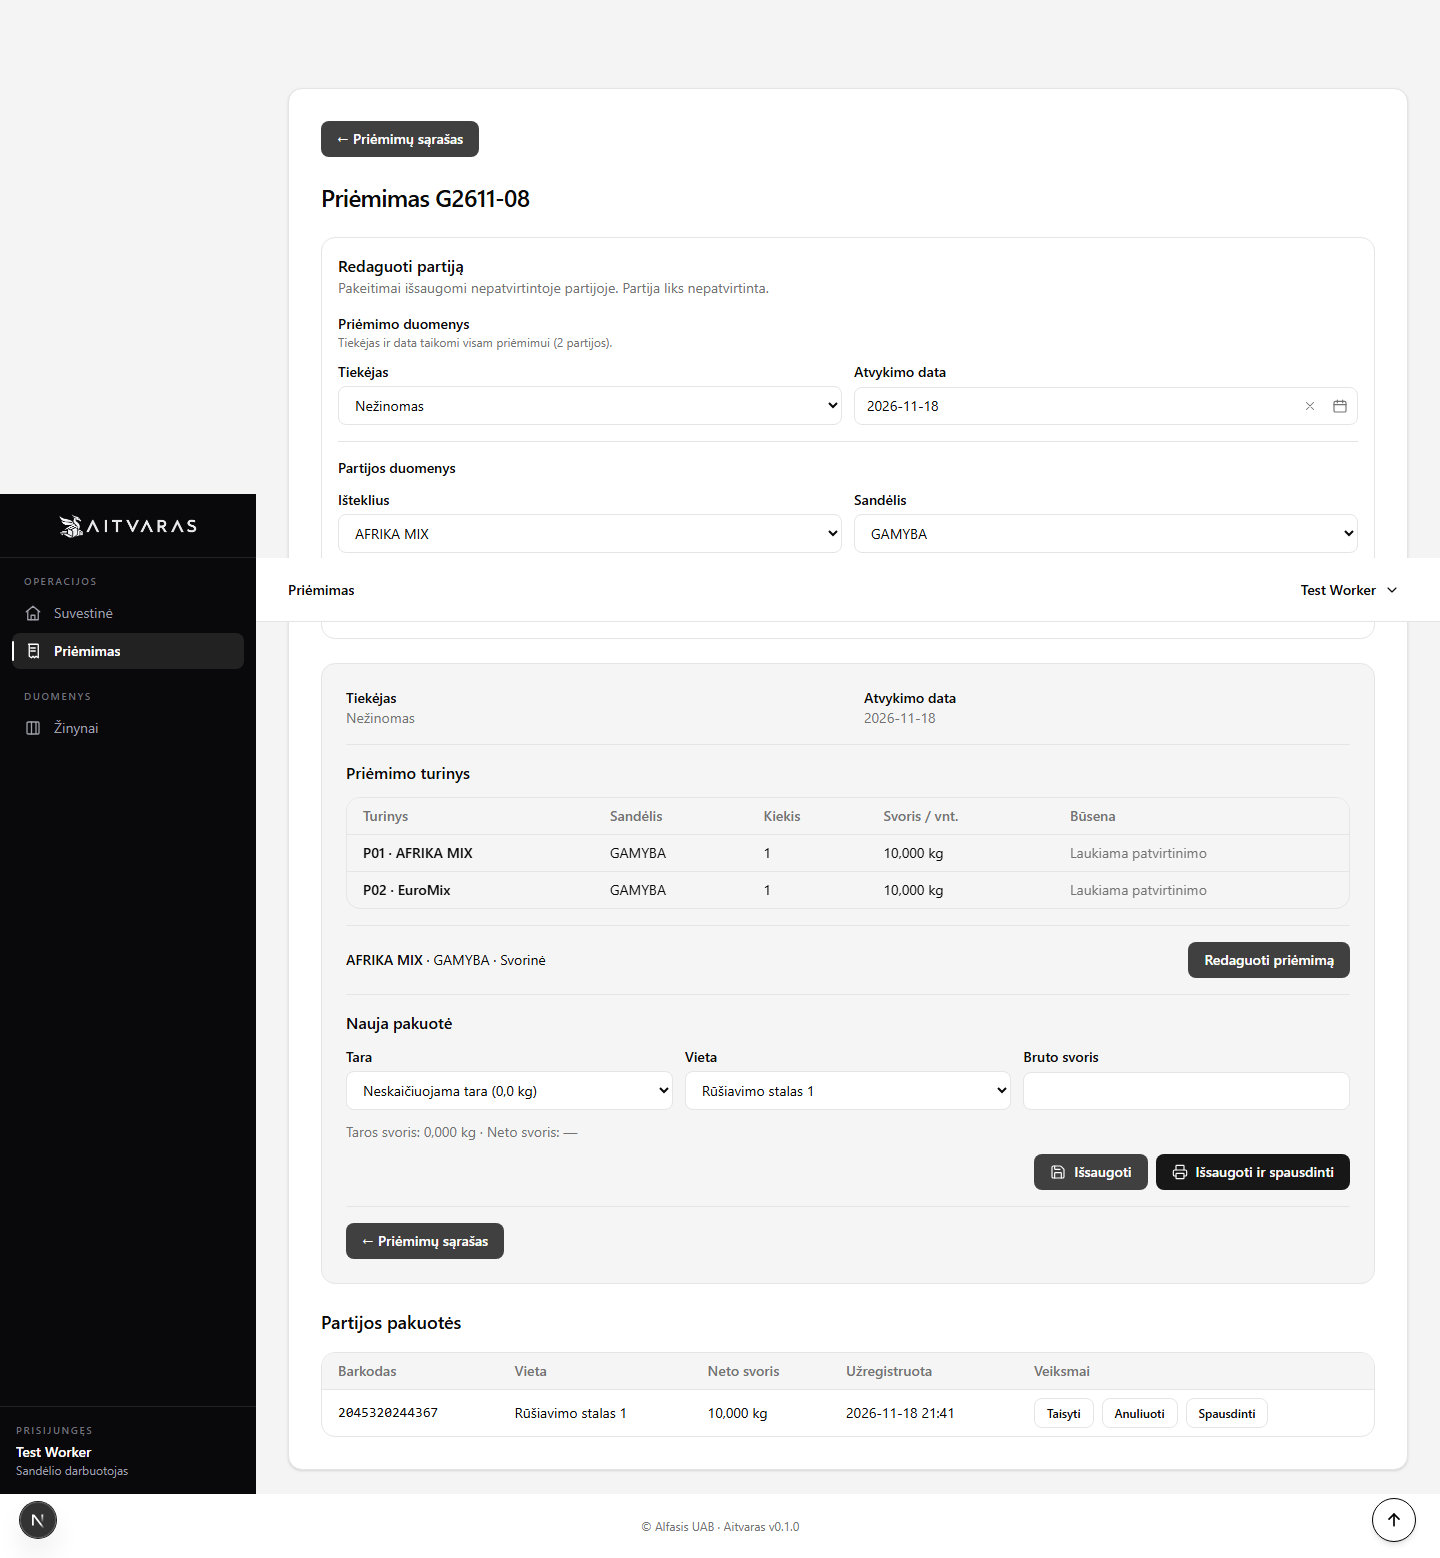 ← Priėmimų sąrašas
Priėmimas G2611-08
Redaguoti partiją
Pakeitimai išsaugomi nepatvirtintoje partijoje. Partija liks nepatvirtinta.
Priėmimo duomenys
Tiekėjas ir data taikomi visam priėmimui (2 partijos).
Tiekėjas Atvykimo data
Nežinomas 2026-11-18
Partijos duomenys
Išteklius Sandėlis
AFRIKA MIX GAMYBA
AITVARAS
OPERACIJOS
Suvestinė
Priėmimas
DUOMENYS
Žinynai
PRISIJUNGĘS
Test Worker
Sandėlio darbuotojas
Priėmimas Test Worker
Tiekėjas Atvykimo data
Nežinomas 2026-11-18
Priėmimo turinys
Turinys Sandėlis Kiekis Svoris / vnt. Būsena
P01 · AFRIKA MIX GAMYBA 1 10,000 kg Laukiama patvirtinimo
P02 · EuroMix GAMYBA 1 10,000 kg Laukiama patvirtinimo
AFRIKA MIX · GAMYBA · Svorinė Redaguoti priėmimą
Nauja pakuotė
Tara Vieta Bruto svoris
Neskaičiuojama tara (0,0 kg) Rūšiavimo stalas 1
Taros svoris: 0,000 kg · Neto svoris: —
Išsaugoti Išsaugoti ir spausdinti
← Priėmimų sąrašas
Partijos pakuotės
Barkodas Vieta Neto svoris Užregistruota Veiksmai
2045320244367 Rūšiavimo stalas 1 10,000 kg 2026-11-18 21:41 Taisyti Anuliuoti Spausdinti
N
© Alfasis UAB · Aitvaras v0.1.0